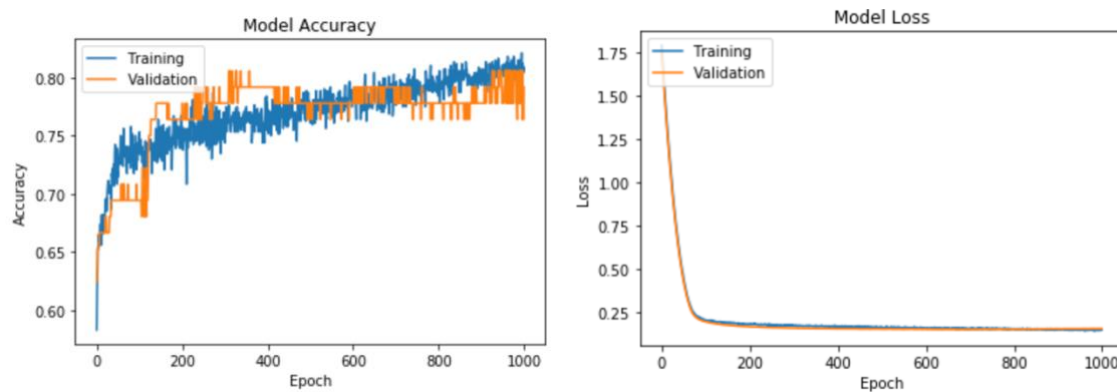 Model Accuracy
Training
Validation
0.80
0.75
0.70
0.65
0.60
Accuracy
0 200 400 600 800 1000
Epoch
Model Loss
Training
Validation
1.75
1.50
1.25
1.00
0.75
0.50
0.25
Loss
0 200 400 600 800 1000
Epoch